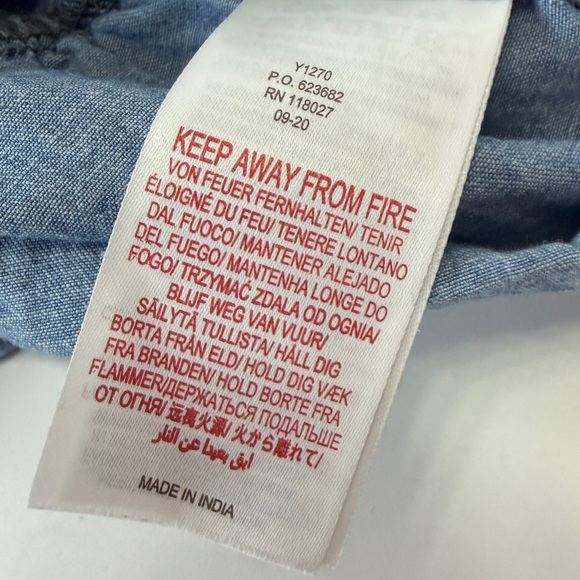 Y1270
P.O. 623682
RN 118027
09-20
KEEP AWAY FROM FIRE
VON FEUER FERNHALTEN/ TENIR
ÉLOIGNÉ DU FEU/ TENERE LONTANO
DAL FUOCO/ MANTENER ALEJADO
DEL FUEGO/ MANTENHA LONGE DO
FOGO/ TRZYMAĆ ZDALA OD OGNIA/
BLIJF WEG VAN VUUR/
SÄILYTÄ TULLISTA/ HÅLL DIG
BORTA FRÅN ELD/ HOLD DIG VÆK
FRA BRANDEN/ HOLD BORTE FRA
FLAMMER/ДЕРЖАТЬСЯ ПОДАЛЬШЕ
ОТ ОГНЯ/ 远离火源/ 火から離れて/
أبق بعيدا عن النار
MADE IN INDIA